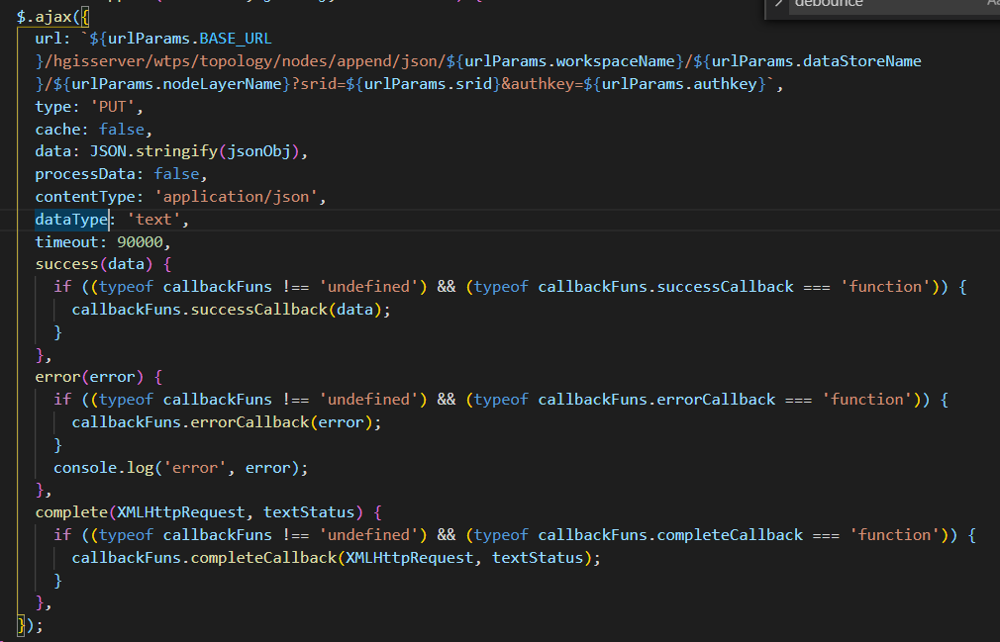 debounce
$.ajax({
url: `${urlParams.BASE_URL
}/hgisserver/wtps/topology/nodes/append/json/${urlParams.workspaceName}/${urlParams.dataStoreName
}/${urlParams.nodeLayerName}?srid=${urlParams.srid}&authkey=${urlParams.authkey}`,
type: 'PUT',
cache: false,
data: JSON.stringify(jsonObj),
processData: false,
contentType: 'application/json',
dataType: 'text',
timeout: 90000,
success(data) {
if ((typeof callbackFuns !== 'undefined') && (typeof callbackFuns.successCallback === 'function')) {
callbackFuns.successCallback(data);
}
},
error(error) {
if ((typeof callbackFuns !== 'undefined') && (typeof callbackFuns.errorCallback === 'function')) {
callbackFuns.errorCallback(error);
}
console.log('error', error);
},
complete(XMLHttpRequest, textStatus) {
if ((typeof callbackFuns !== 'undefined') && (typeof callbackFuns.completeCallback === 'function')) {
callbackFuns.completeCallback(XMLHttpRequest, textStatus);
}
},
});